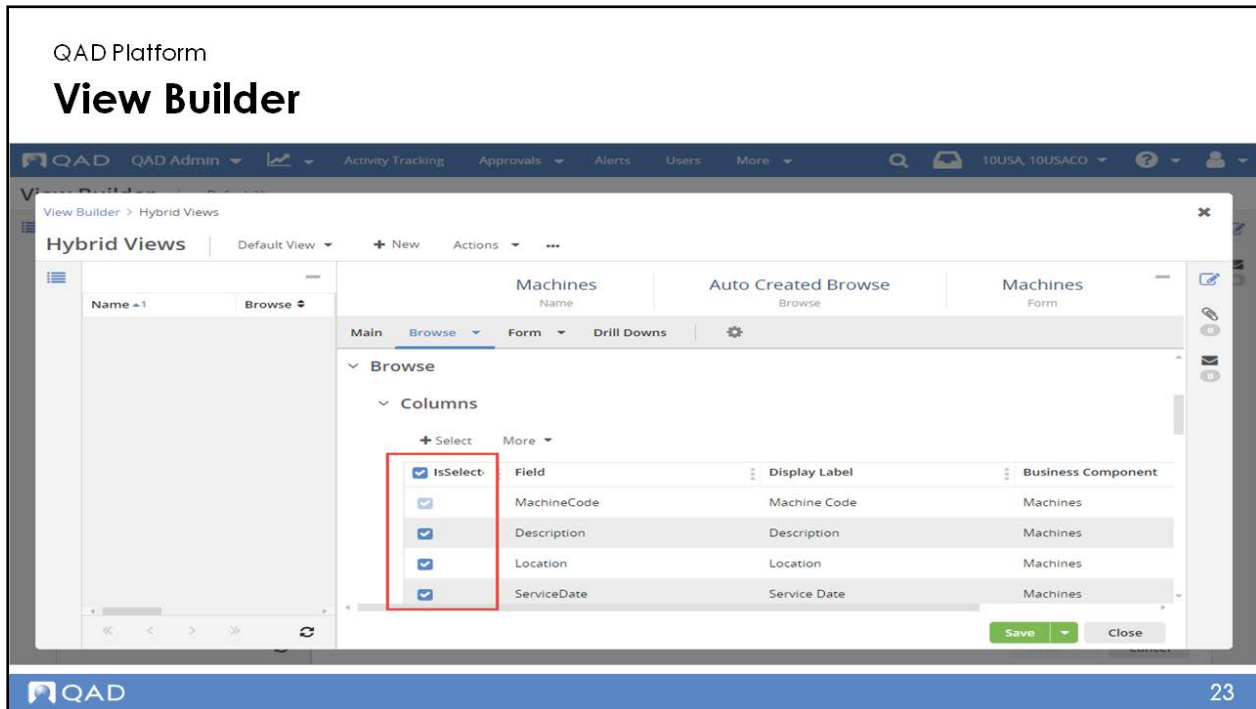 QAD Platform
View Builder
QAD QAD Admin Activity Tracking Approvals Alerts Users More 10USA, 10USACO ?
View Builder > Hybrid Views
Hybrid Views Default View + New Actions ...
Name 1 Browse
Machines
Name
Auto Created Browse
Browse
Machines
Form
Main Browse Form Drill Downs
Browse
Columns
+ Select More
IsSelect Field Display Label Business Component
MachineCode Machine Code Machines
Description Description Machines
Location Location Machines
ServiceDate Service Date Machines
0
0
Save Close
QAD 23